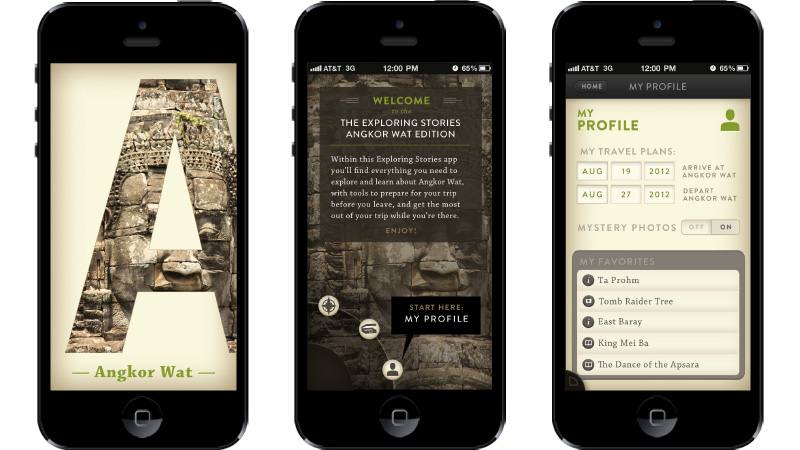 A
Angkor Wat
AT&T 3G 12:00 PM 65%
WELCOME
to the
THE EXPLORING STORIES
ANGKOR WAT EDITION
Within this Exploring Stories app
you'll find everything you need to
explore and learn about Angkor Wat,
with tools to prepare for your trip
before you leave, and get the most
out of your trip while you're there.
ENJOY!
START HERE:
MY PROFILE
AT&T 3G 12:00 PM 65%
HOME MY PROFILE
MY
PROFILE
MY TRAVEL PLANS:
AUG 19 2012 ARRIVE AT
ANGKOR WAT
AUG 27 2012 DEPART
ANGKOR WAT
MYSTERY PHOTOS OFF ON
MY FAVORITES
i Ta Prohm
Tomb Raider Tree
i East Baray
King Mei Ba
The Dance of the Apsara